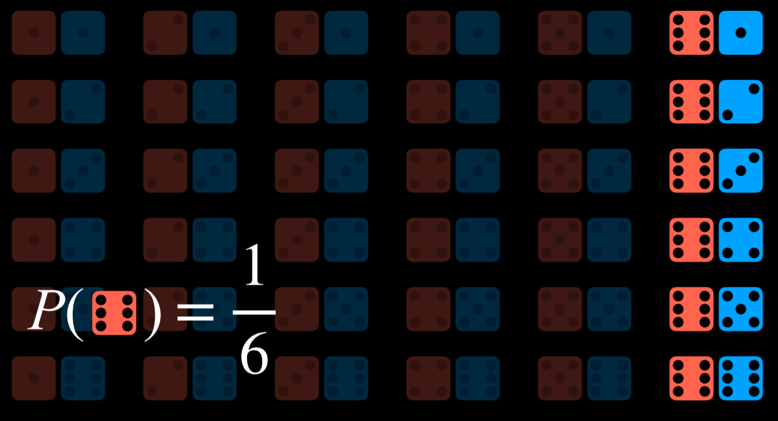 P(⚅) = 1/6